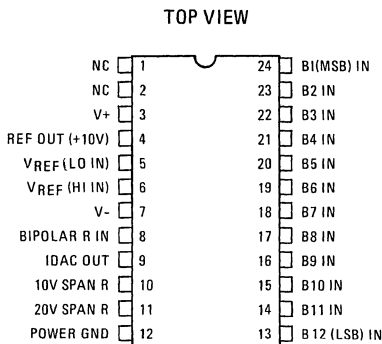 TOP VIEW
NC 1 24 B1(MSB) IN
NC 2 23 B2 IN
V+ 3 22 B3 IN
REF OUT (+10V) 4 21 B4 IN
VREF (LO IN) 5 20 B5 IN
VREF (HI IN) 6 19 B6 IN
V- 7 18 B7 IN
BIPOLAR R IN 8 17 B8 IN
IDAC OUT 9 16 B9 IN
10V SPAN R 10 15 B10 IN
20V SPAN R 11 14 B11 IN
POWER GND 12 13 B12 (LSB) IN